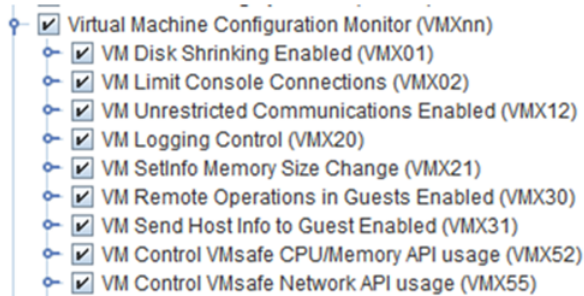 Virtual Machine Configuration Monitor (VMXnn)
VM Disk Shrinking Enabled (VMX01)
VM Limit Console Connections (VMX02)
VM Unrestricted Communications Enabled (VMX12)
VM Logging Control (VMX20)
VM SetInfo Memory Size Change (VMX21)
VM Remote Operations in Guests Enabled (VMX30)
VM Send Host Info to Guest Enabled (VMX31)
VM Control VMsafe CPU/Memory API usage (VMX52)
VM Control VMsafe Network API usage (VMX55)